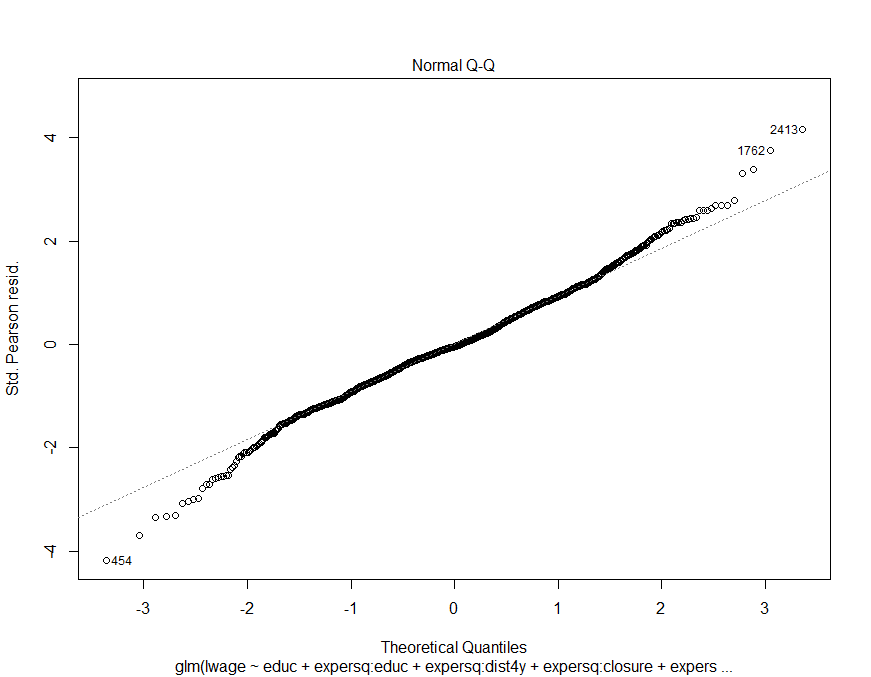 Normal Q-Q
2413
1762
454
4
2
0
-2
-4
Std. Pearson resid.
-3 -2 -1 0 1 2 3
Theoretical Quantiles
glm(lwage ~ educ + expersq:educ + expersq:dist4y + expersq:closure + expers ...